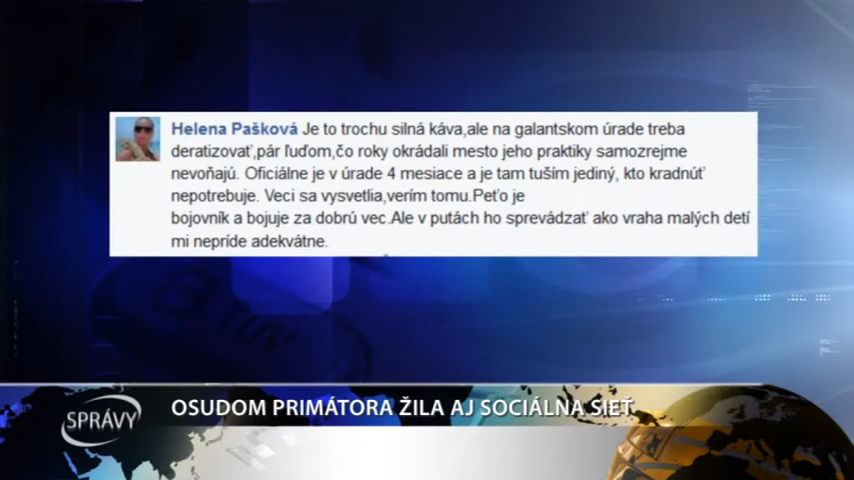 Helena Pašková Je to trochu silná káva,ale na galantskom úrade treba
deratizovať,pár ľuďom,čo roky okrádali mesto jeho praktiky samozrejme
nevoňajú. Oficiálne je v úrade 4 mesiace a je tam tuším jediný, kto kradnúť
nepotrebuje. Veci sa vysvetlia,verím tomu.Peťo je
bojovník a bojuje za dobrú vec.Ale v putách ho sprevádzať ako vraha malých detí
mi nepríde adekvátne.
OSUDOM PRIMÁTORA ŽILA AJ SOCIÁLNA SIEŤ
SPRÁVY